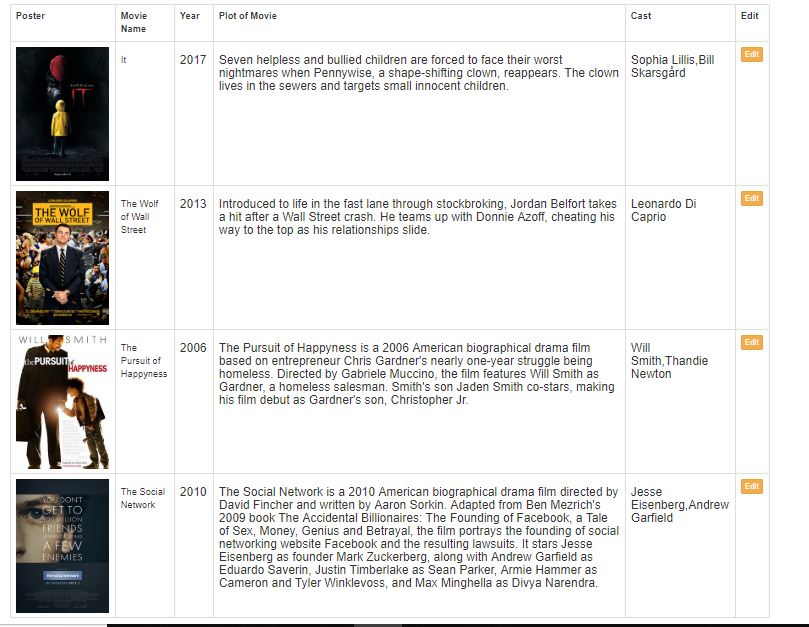 Poster Movie Name Year Plot of Movie Cast Edit
It 2017 Seven helpless and bullied children are forced to face their worst
nightmares when Pennywise, a shape-shifting clown, reappears. The clown
lives in the sewers and targets small innocent children.
Sophia Lillis,Bill
Skarsgård
Edit
IT
LEONARDO DICAPRIO
THE WOLF
OF WALL STREET
The Wolf
of Wall
Street
2013
Introduced to life in the fast lane through stockbroking, Jordan Belfort takes
a hit after a Wall Street crash. He teams up with Donnie Azoff, cheating his
way to the top as his relationships slide.
Leonardo Di
Caprio
Edit
WILL SMITH
the PURSUIT of
HAPPYNESS
The
Pursuit of
Happyness
2006
The Pursuit of Happyness is a 2006 American biographical drama film
based on entrepreneur Chris Gardner's nearly one-year struggle being
homeless. Directed by Gabriele Muccino, the film features Will Smith as
Gardner, a homeless salesman. Smith's son Jaden Smith co-stars, making
his film debut as Gardner's son, Christopher Jr.
Will
Smith,Thandie
Newton
Edit
YOU DON'T
GET TO
500 MILLION
FRIENDS
WITHOUT MAKING
A FEW
ENEMIES
the social network
The Social
Network
2010
The Social Network is a 2010 American biographical drama film directed by
David Fincher and written by Aaron Sorkin. Adapted from Ben Mezrich's
2009 book The Accidental Billionaires: The Founding of Facebook, a Tale
of Sex, Money, Genius and Betrayal, the film portrays the founding of social
networking website Facebook and the resulting lawsuits. It stars Jesse
Eisenberg as founder Mark Zuckerberg, along with Andrew Garfield as
Eduardo Saverin, Justin Timberlake as Sean Parker, Armie Hammer as
Cameron and Tyler Winklevoss, and Max Minghella as Divya Narendra.
Jesse
Eisenberg,Andrew
Garfield
Edit